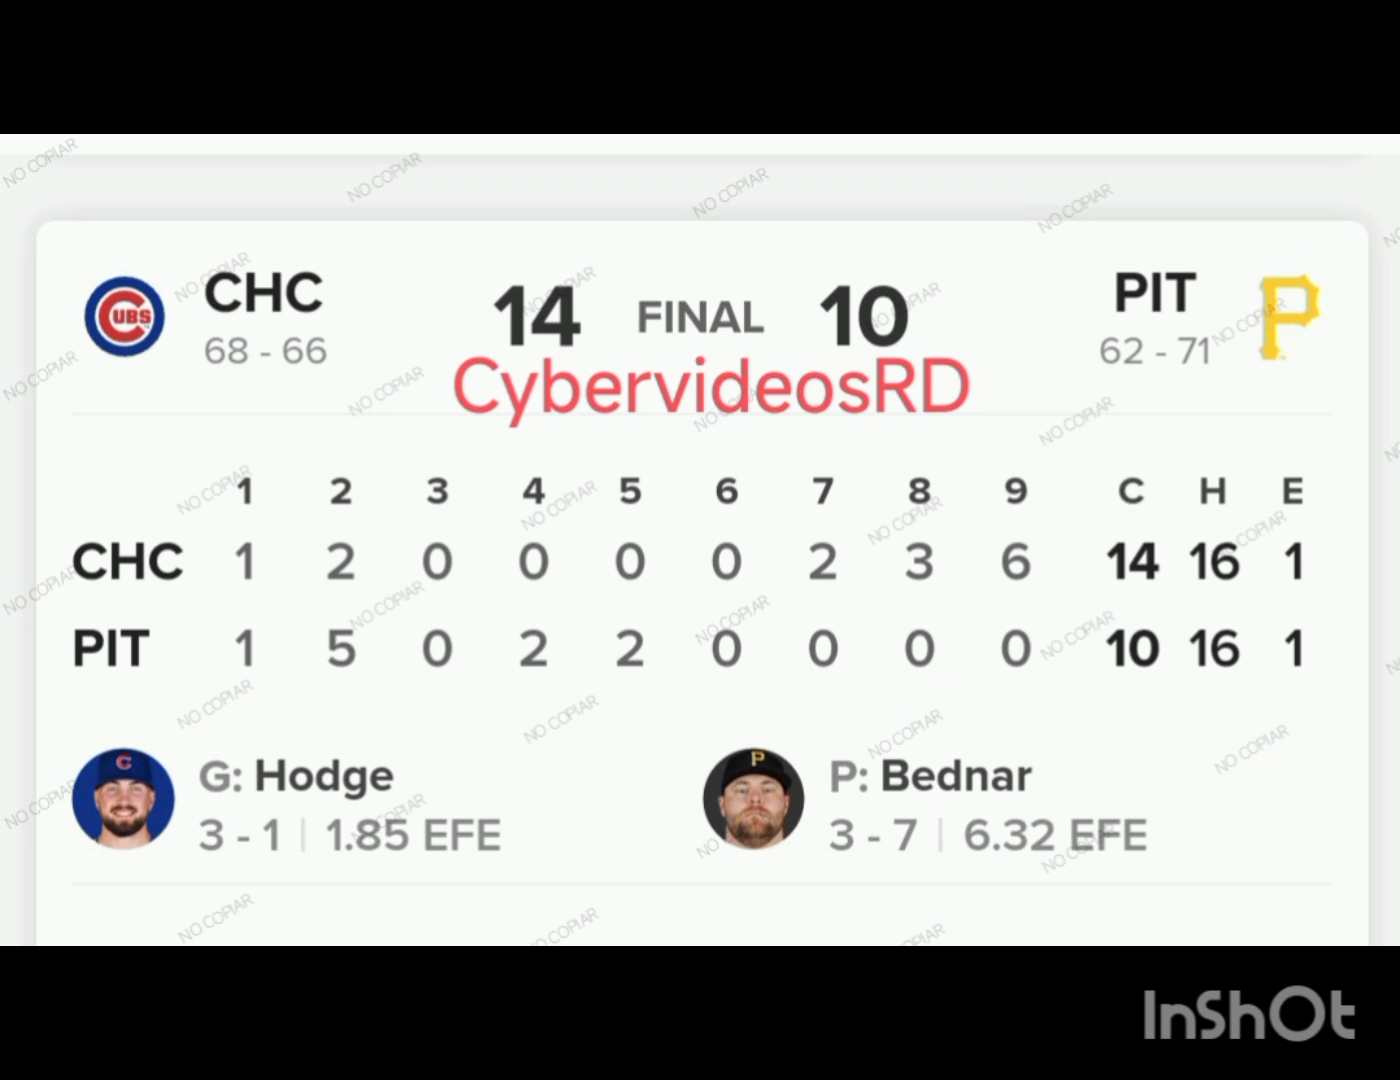 CHC 14 FINAL 10 PIT
68 - 66 62 - 71
CybervideosRD
1 2 3 4 5 6 7 8 9 C H E
CHC 1 2 0 0 0 0 2 3 6 14 16 1
PIT 1 5 0 2 2 0 0 0 0 10 16 1
G: Hodge P: Bednar
3 - 1 | 1.85 EFE 3 - 7 | 6.32 EFE
NO COPIAR
InShOt